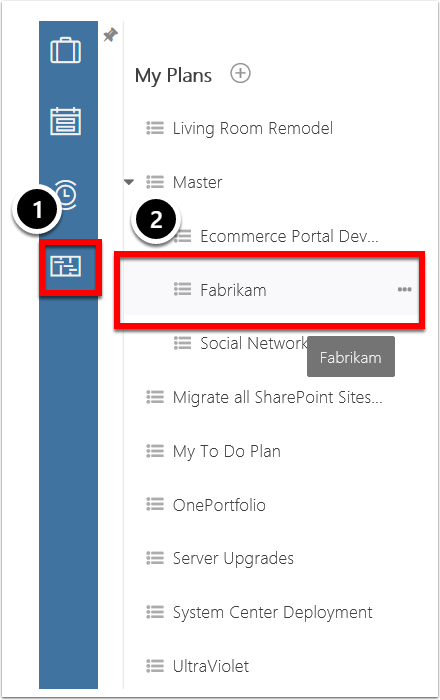 My Plans
Living Room Remodel
1
Master
2
Ecommerce Portal Dev...
Fabrikam
Social Network
Fabrikam
Migrate all SharePoint Sites...
My To Do Plan
OnePortfolio
Server Upgrades
System Center Deployment
UltraViolet